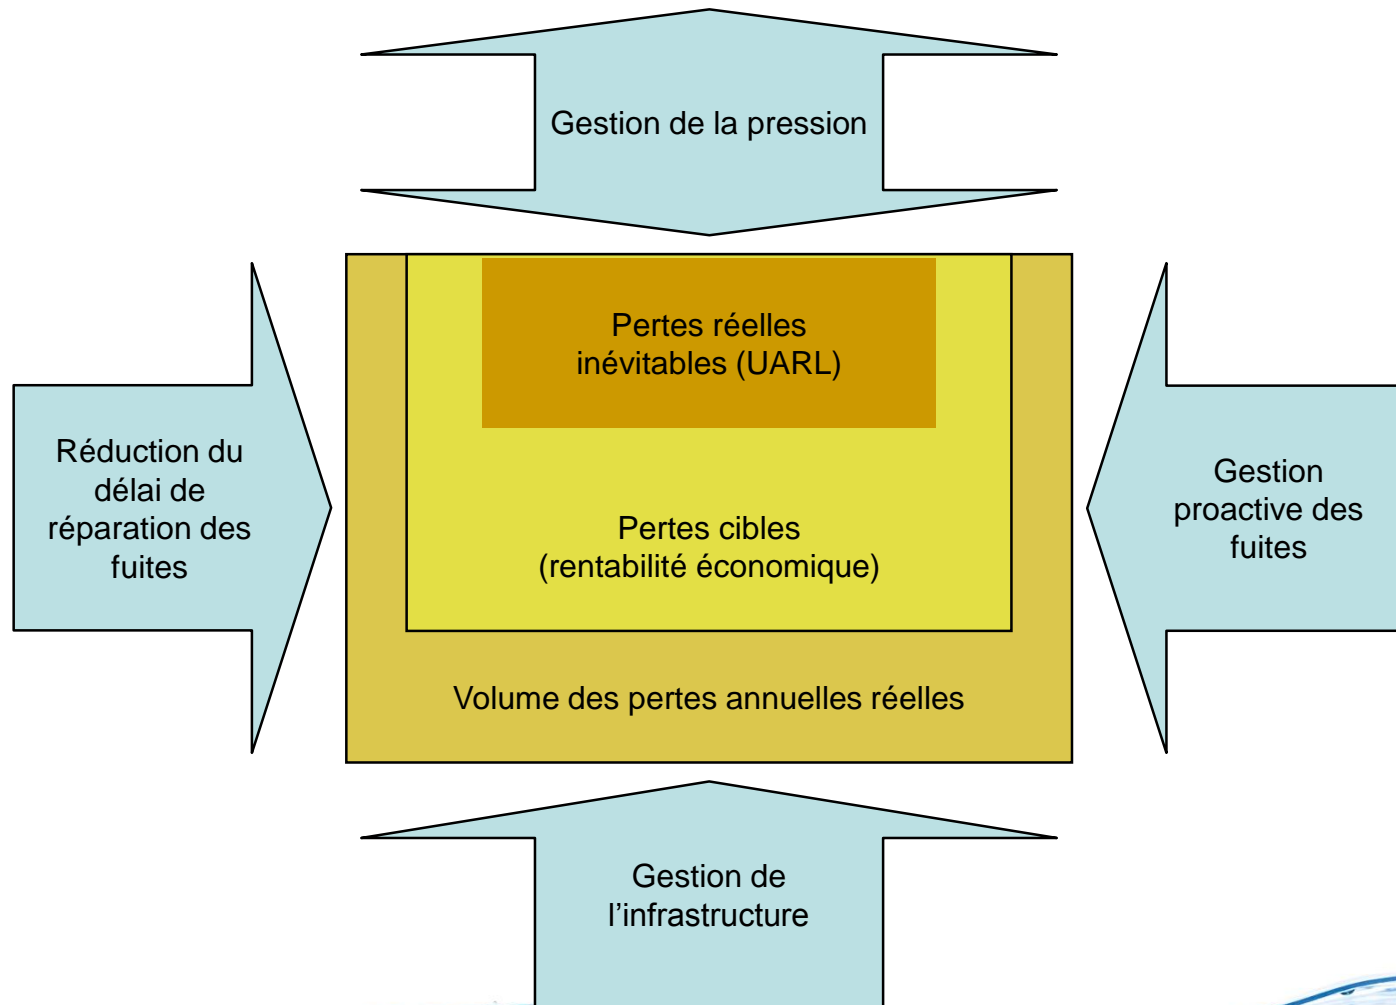 Gestion de la pression
Pertes réelles
inévitables (UARL)
Réduction du
délai de
réparation des
fuites
Pertes cibles
(rentabilité économique)
Gestion
proactive des
fuites
Volume des pertes annuelles réelles
Gestion de
l’infrastructure